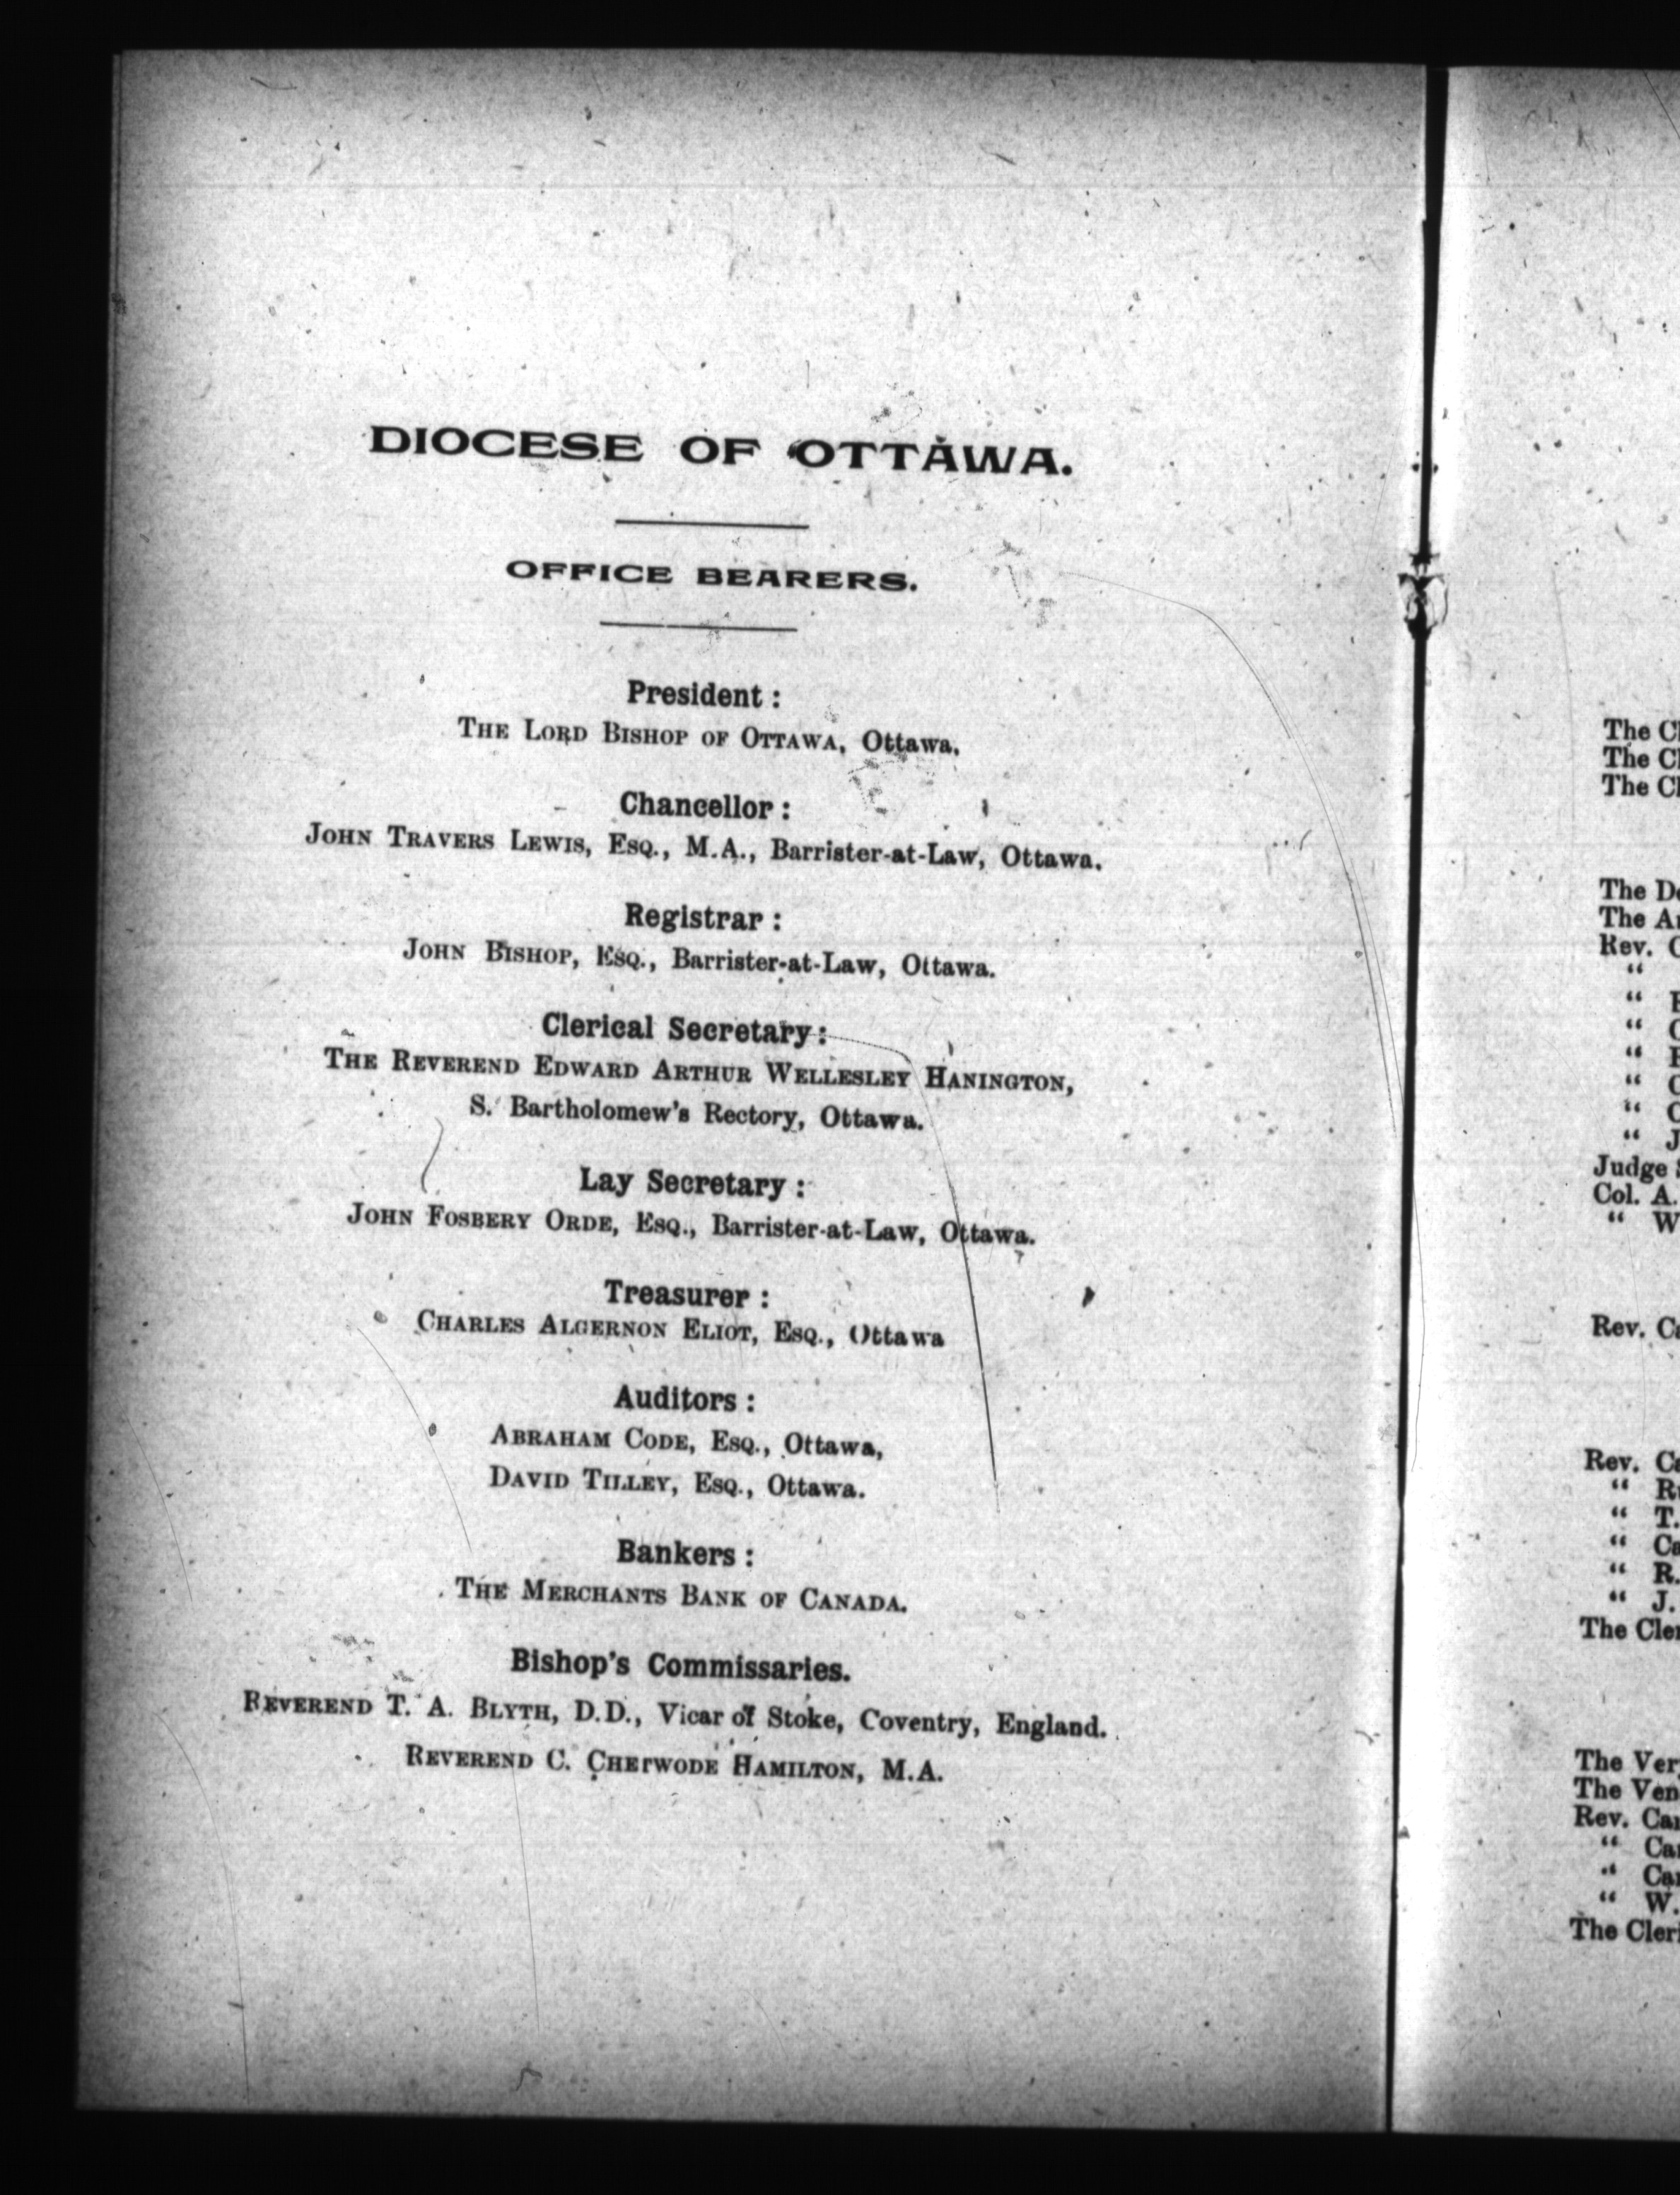 DIOCESE OF OTTAWA.
OFFICE BEARERS.
President :
THE LORD BISHOP OF OTTAWA, Ottawa.
Chancellor :
JOHN TRAVERS LEWIS, ESQ., M.A., Barrister-at-Law, Ottawa.
Registrar :
JOHN BISHOP, ESQ., Barrister-at-Law, Ottawa.
Clerical Secretary :
THE REVEREND EDWARD ARTHUR WELLESLEY HANINGTON,
S. Bartholomew's Rectory, Ottawa.
Lay Secretary :
JOHN FOSBERY ORDE, ESQ., Barrister-at-Law, Ottawa.
Treasurer :
CHARLES ALGERNON ELIOT, ESQ., Ottawa
Auditors :
ABRAHAM CODE, ESQ., Ottawa,
DAVID TILLEY, ESQ., Ottawa.
Bankers :
THE MERCHANTS BANK OF CANADA.
Bishop's Commissaries.
REVEREND T. A. BLYTH, D.D., Vicar of Stoke, Coventry, England.
REVEREND C. CHETWODE HAMILTON, M.A.
The
The
The
The
The
Rev.
“
“
“
“
“
“
“
Judge
Col. A.
“ W
Rev.
Rev.
“
“ T.
“
“ R.
“ J.
The
The
The
Rev.
“
“
“ W.
The